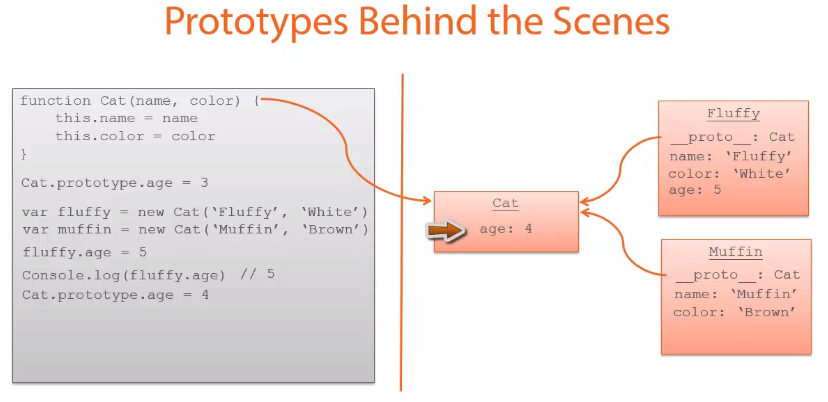 Prototypes Behind the Scenes
function Cat(name, color) {
this.name = name
this.color = color
}
Cat.prototype.age = 3
var fluffy = new Cat(‘Fluffy’, ‘White’)
var muffin = new Cat(‘Muffin’, ‘Brown’)
fluffy.age = 5
Console.log(fluffy.age) // 5
Cat.prototype.age = 4
Cat
age: 4
Fluffy
__proto__: Cat
name: ‘Fluffy’
color: ‘White’
age: 5
Muffin
__proto__: Cat
name: ‘Muffin’
color: ‘Brown’